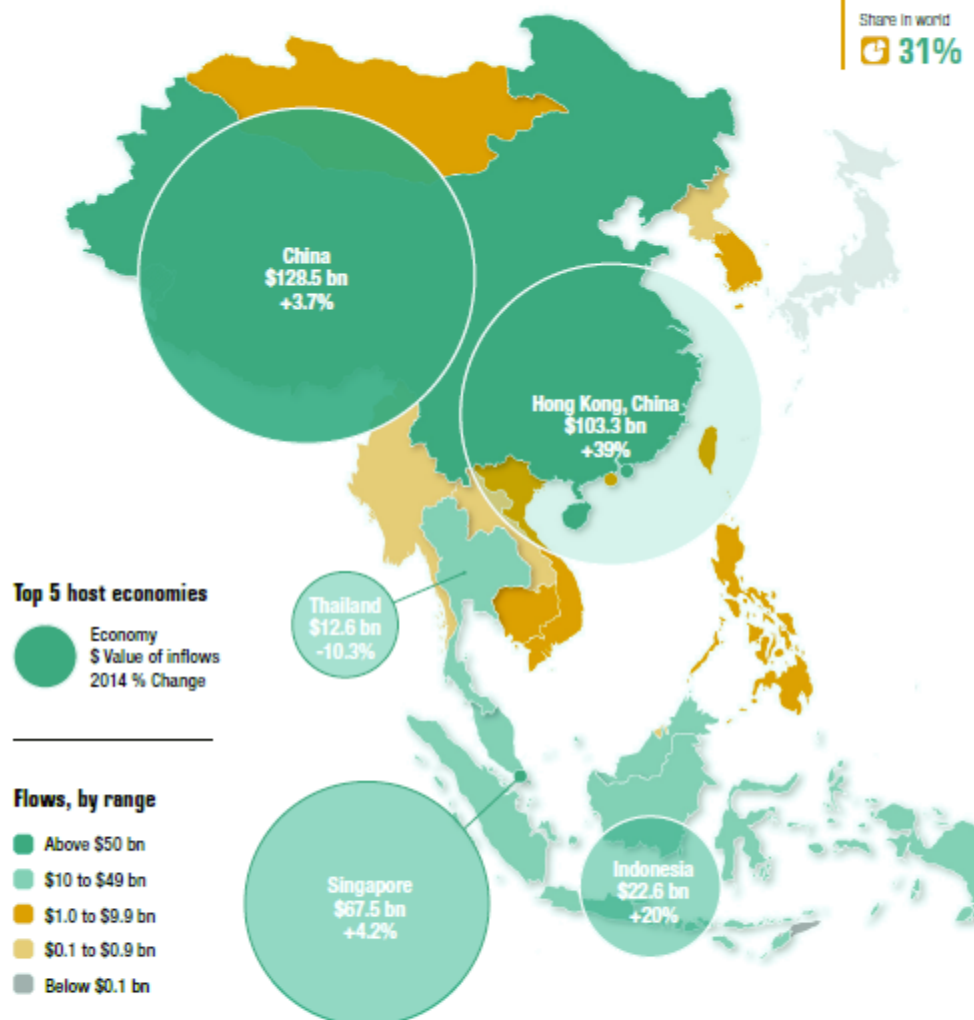 Share in world
31%
China
$128.5 bn
+3.7%
Hong Kong, China
$103.3 bn
+39%
Thailand
$12.6 bn
-10.3%
Top 5 host economies
Economy
$ Value of inflows
2014 % Change
Flows, by range
Above $50 bn
$10 to $49 bn
$1.0 to $9.9 bn
$0.1 to $0.9 bn
Below $0.1 bn
Singapore
$67.5 bn
+4.2%
Indonesia
$22.6 bn
+20%